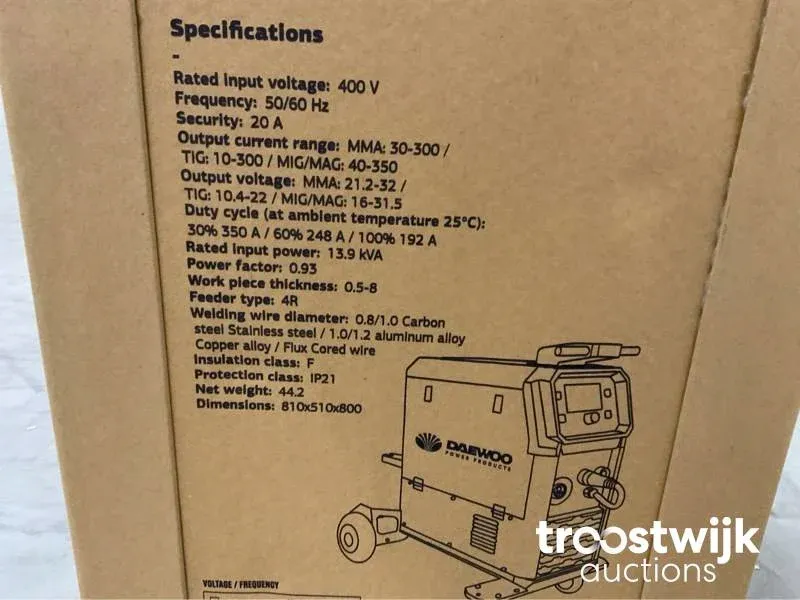 Specifications
-
Rated input voltage: 400 V
Frequency: 50/60 Hz
Security: 20 A
Output current range: MMA: 30-300 /
TIG: 10-300 / MIG/MAG: 40-350
Output voltage: MMA: 21.2-32 /
TIG: 10.4-22 / MIG/MAG: 16-31.5
Duty cycle (at ambient temperature 25°C):
30% 350 A / 60% 248 A / 100% 192 A
Rated input power: 13.9 kVA
Power factor: 0.93
Work piece thickness: 0.5-8
Feeder type: 4R
Welding wire diameter: 0.8/1.0 Carbon
steel Stainless steel / 1.0/1.2 aluminum alloy
Copper alloy / Flux Cored wire
Insulation class: F
Protection class: IP21
Net weight: 44.2
Dimensions: 810x510x800
DAEWOO
POWER PRODUCTS
VOLTAGE / FREQUENCY
troostwijk
auctions